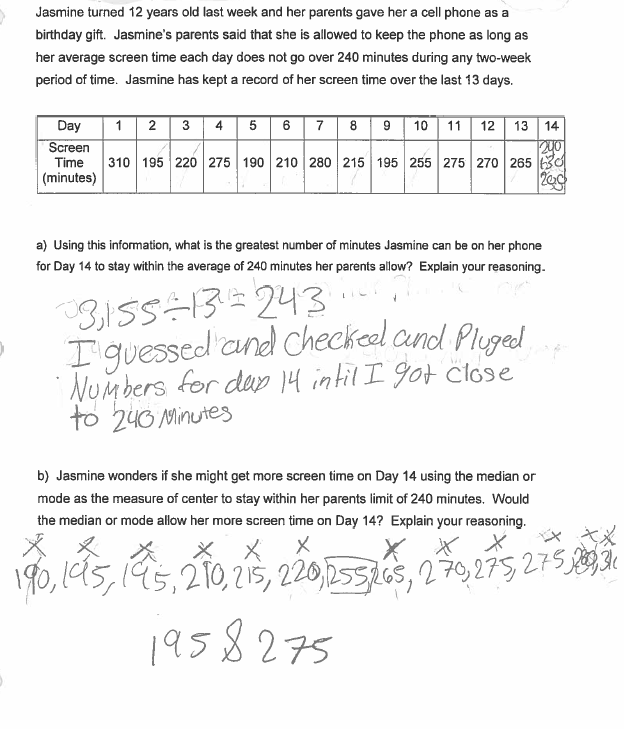 Jasmine turned 12 years old last week and her parents gave her a cell phone as a
birthday gift. Jasmine's parents said that she is allowed to keep the phone as long as
her average screen time each day does not go over 240 minutes during any two-week
period of time. Jasmine has kept a record of her screen time over the last 13 days.
Day 1 2 3 4 5 6 7 8 9 10 11 12 13 14
Screen Time (minutes) 310 195 220 275 190 210 280 215 195 255 275 270 265 200
a) Using this information, what is the greatest number of minutes Jasmine can be on her phone
for Day 14 to stay within the average of 240 minutes her parents allow? Explain your reasoning.
3,155÷13= 243
I guessed and checked and Pluged
Numbers for day 14 intil I got close
to 240 Minutes
b) Jasmine wonders if she might get more screen time on Day 14 using the median or
mode as the measure of center to stay within her parents limit of 240 minutes. Would
the median or mode allow her more screen time on Day 14? Explain your reasoning.
X X X X X X X X X X X X
190, 195, 195, 210, 215, 220, 255, 265, 270, 275, 275,
195 & 275